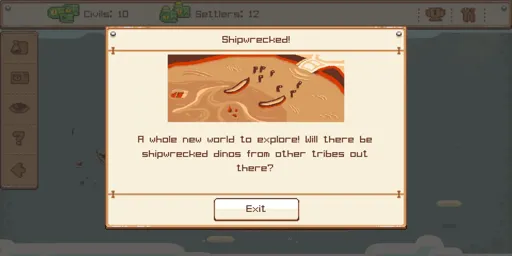 Civils: 10 Settlers: 12
Shipwrecked!
A whole new world to explore! Will there be
shipwrecked dinos from other tribes out
there?
Exit
?